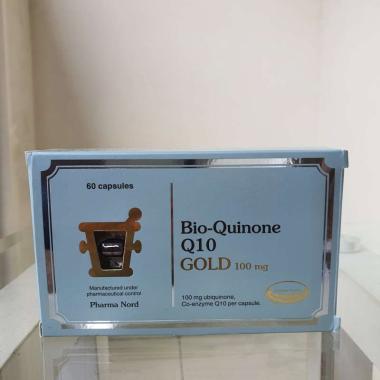 60 capsules
Manufactured under
pharmaceutical control
Pharma Nord
Bio-Quinone
Q10
GOLD 100 mg
100 mg ubiquinone,
Co-enzyme Q10 per capsule.